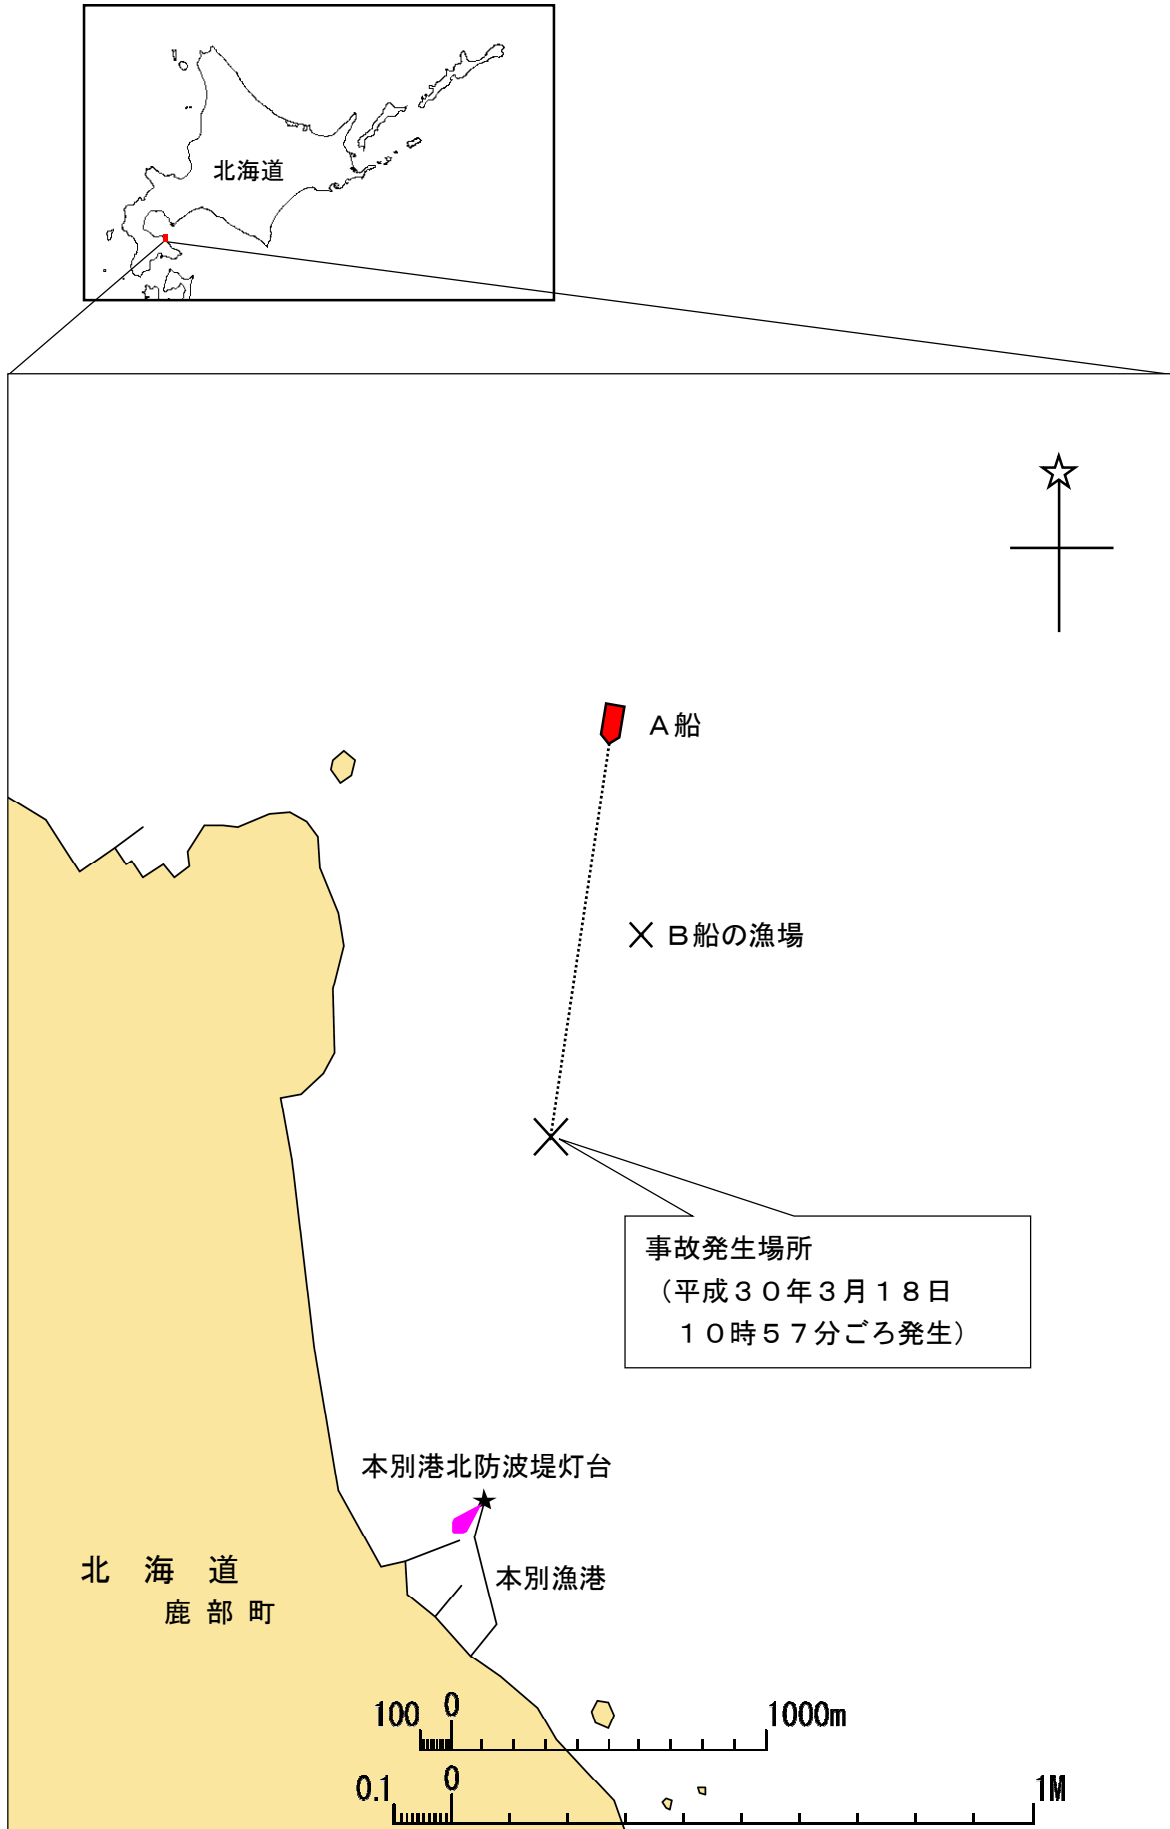 北海道
Ａ船
Ｂ船の漁場
事故発生場所
（平成３０年３月１８日
１０時５７分ごろ発生）
本別港北防波堤灯台
本別漁港
北 海 道
鹿 部 町
100 0 1000m
0.1 0 1M